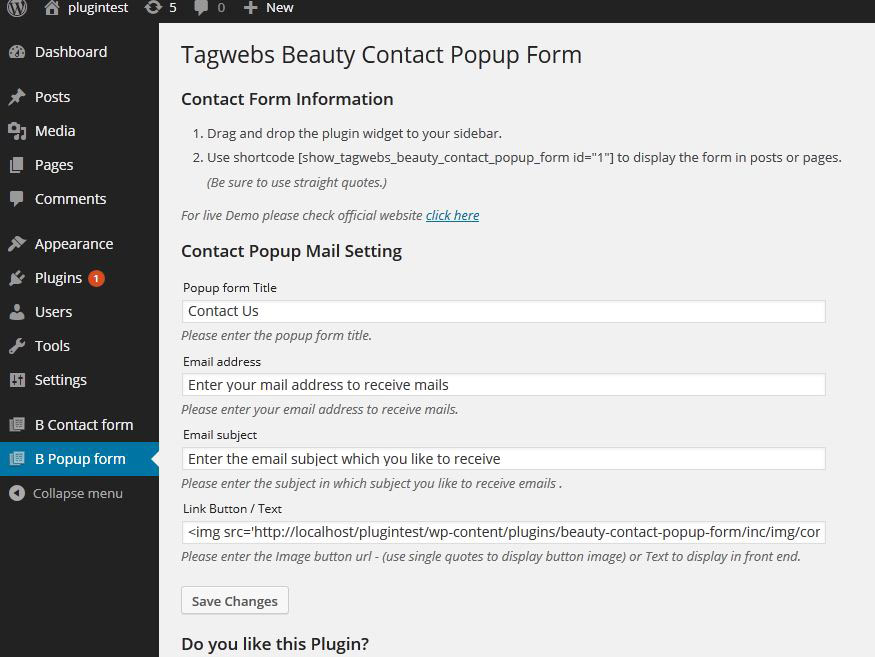 plugintest 5 0 New
Dashboard
Posts
Media
Pages
Comments
Appearance
Plugins 1
Users
Tools
Settings
B Contact form
B Popup form
Collapse menu
Tagwebs Beauty Contact Popup Form
Contact Form Information
1. Drag and drop the plugin widget to your sidebar.
2. Use shortcode [show_tagwebs_beauty_contact_popup_form id="1"] to display the form in posts or pages.
(Be sure to use straight quotes.)
For live Demo please check official website click here
Contact Popup Mail Setting
Popup form Title
Contact Us
Please enter the popup form title.
Email address
Enter your mail address to receive mails
Please enter your email address to receive mails.
Email subject
Enter the email subject which you like to receive
Please enter the subject in which subject you like to receive emails .
Link Button / Text
<img src='http://localhost/plugintest/wp-content/plugins/beauty-contact-popup-form/inc/img/cor
Please enter the Image button url - (use single quotes to display button image) or Text to display in front end.
Save Changes
Do you like this Plugin?